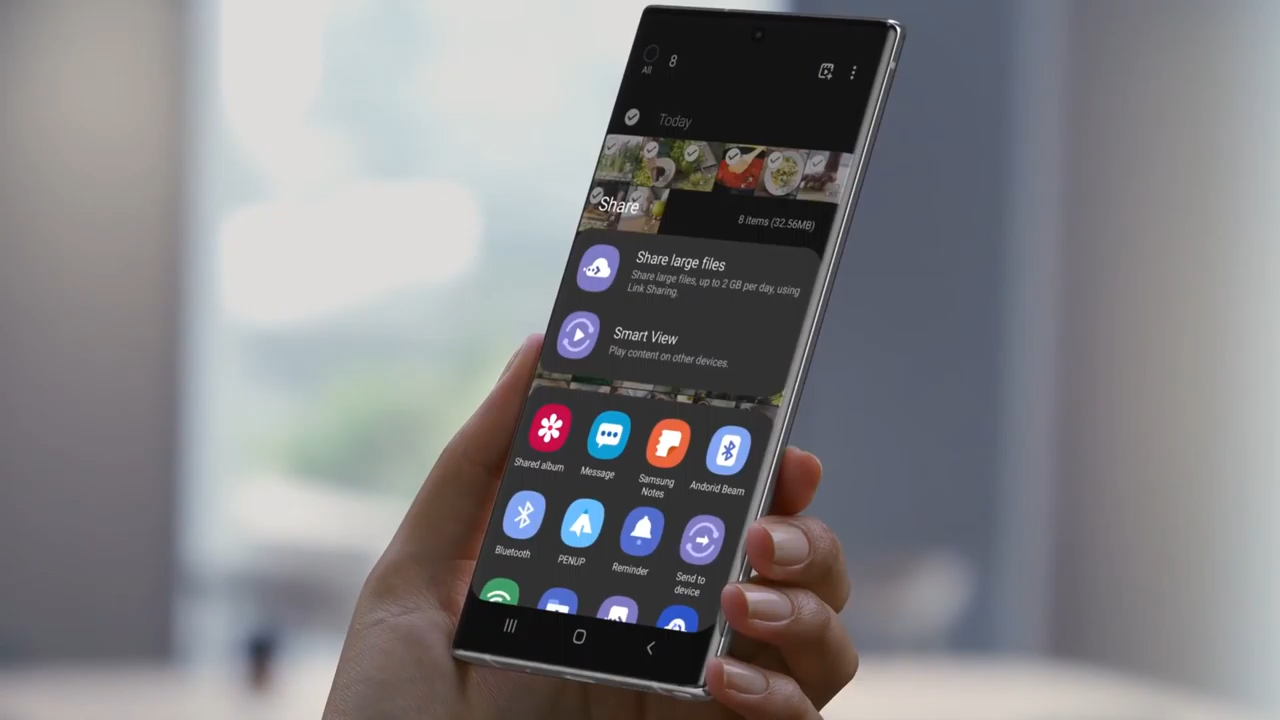 8
All
Today
Share
8 items (32.56MB)
Share large files
Share large files, up to 2 GB per day, using
Link Sharing.
Smart View
Play content on other devices.
Shared album
Message
Samsung
Notes
Andorid Beam
Bluetooth
PENUP
Reminder
Send to
device